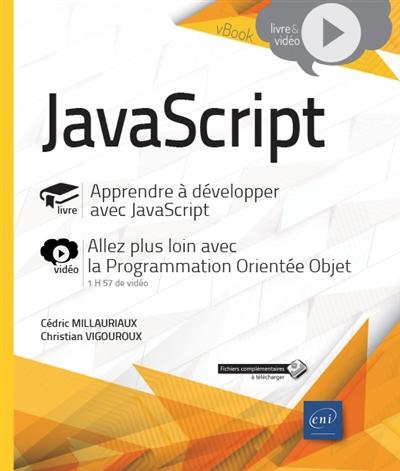 vBook
livre&
vidéo
JavaScript
livre
Apprendre à développer
avec JavaScript
vidéo
Allez plus loin avec
la Programmation Orientée Objet
1 H 57 de vidéo
Cédric MILLAURIAUX
Christian VIGOUROUX
Fichiers complémentaires
à télécharger
eni